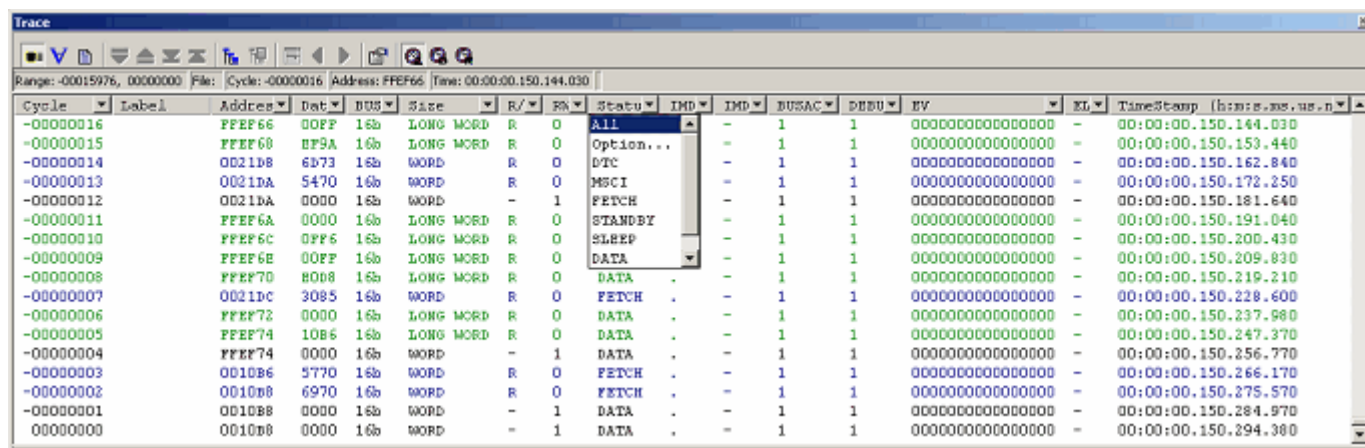 Trace
Range: -00015976, 00000000 File: Cycle: -00000016 Address: FFEF66 Time: 00:00:00.150.144.030
Cycle Label Addres Dat BUS Size R/ RW Statu IMD IMD BUSAC DEBU EV EL TimeStamp (h:m:s.ms.us.n
-00000016 FFEF66 00FF 16b LONG WORD R 0 All - 1 1 0000000000000000 - 00:00:00.150.144.030
-00000015 FFEF68 EF9A 16b LONG WORD R 0 Option... - 1 1 0000000000000000 - 00:00:00.150.153.440
-00000014 0021D8 6D73 16b WORD R 0 DTC - 1 1 0000000000000000 - 00:00:00.150.162.840
-00000013 0021DA 5470 16b WORD R 0 MSCI - 1 1 0000000000000000 - 00:00:00.150.172.250
-00000012 0021DA 0000 16b WORD - 1 FETCH - 1 1 0000000000000000 - 00:00:00.150.181.640
-00000011 FFEF6A 0000 16b LONG WORD R 0 STANDBY - 1 1 0000000000000000 - 00:00:00.150.191.040
-00000010 FFEF6C 0FF6 16b LONG WORD R 0 SLEEP - 1 1 0000000000000000 - 00:00:00.150.200.430
-00000009 FFEF6E 00FF 16b LONG WORD R 0 DATA - 1 1 0000000000000000 - 00:00:00.150.209.830
-00000008 FFEF70 E0D8 16b LONG WORD R 0 DATA . - 1 1 0000000000000000 - 00:00:00.150.219.210
-00000007 0021DC 3085 16b WORD R 0 FETCH . - 1 1 0000000000000000 - 00:00:00.150.228.600
-00000006 FFEF72 0000 16b LONG WORD R 0 DATA . - 1 1 0000000000000000 - 00:00:00.150.237.980
-00000005 FFEF74 10B6 16b LONG WORD R 0 DATA . - 1 1 0000000000000000 - 00:00:00.150.247.370
-00000004 FFEF74 0000 16b WORD - 1 DATA . - 1 1 0000000000000000 - 00:00:00.150.256.770
-00000003 0010B6 5770 16b WORD R 0 FETCH . - 1 1 0000000000000000 - 00:00:00.150.266.170
-00000002 0010B8 6970 16b WORD R 0 FETCH . - 1 1 0000000000000000 - 00:00:00.150.275.570
-00000001 0010B8 0000 16b WORD - 1 DATA . - 1 1 0000000000000000 - 00:00:00.150.284.970
00000000 0010B8 0000 16b WORD - 1 DATA . - 1 1 0000000000000000 - 00:00:00.150.294.380